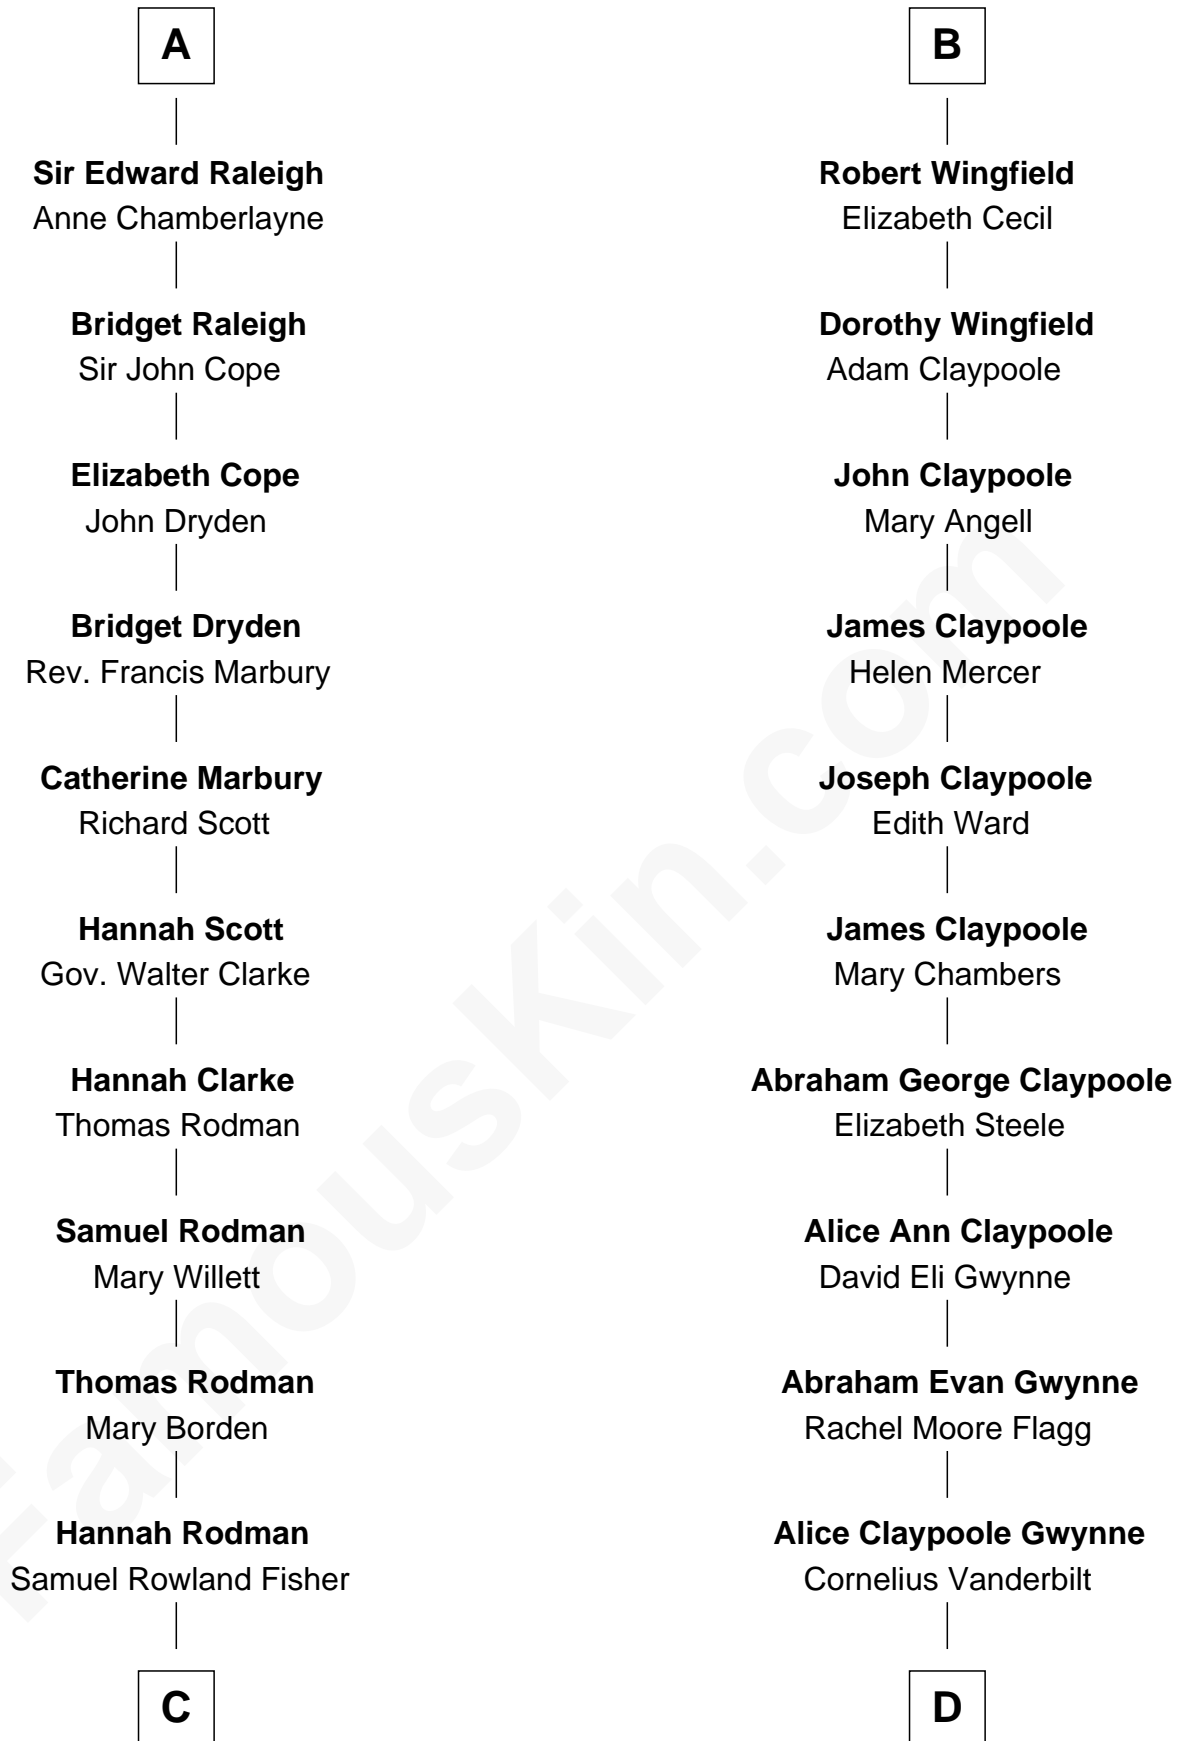 A
Sir Edward Raleigh
Anne Chamberlayne
Bridget Raleigh
Sir John Cope
Elizabeth Cope
John Dryden
Bridget Dryden
Rev. Francis Marbury
Catherine Marbury
Richard Scott
Hannah Scott
Gov. Walter Clarke
Hannah Clarke
Thomas Rodman
Samuel Rodman
Mary Willett
Thomas Rodman
Mary Borden
Hannah Rodman
Samuel Rowland Fisher
C
B
Robert Wingfield
Elizabeth Cecil
Dorothy Wingfield
Adam Claypoole
John Claypoole
Mary Angell
James Claypoole
Helen Mercer
Joseph Claypoole
Edith Ward
James Claypoole
Mary Chambers
Abraham George Claypoole
Elizabeth Steele
Alice Ann Claypoole
David Eli Gwynne
Abraham Evan Gwynne
Rachel Moore Flagg
Alice Claypoole Gwynne
Cornelius Vanderbilt
D
FamousKin.com